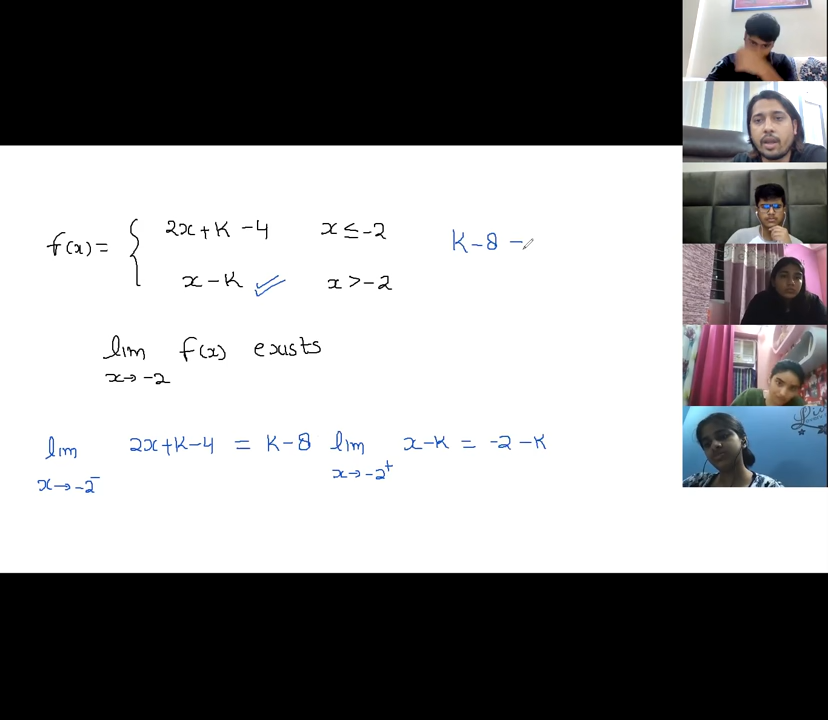 f(x) = { 2x + k - 4    x ≤ -2    k - 8 -
x - k    x > -2
lim f(x) exists
x → -2
lim 2x + k - 4 = k - 8    lim x - k = -2 - k
x → -2⁻    x → -2⁺